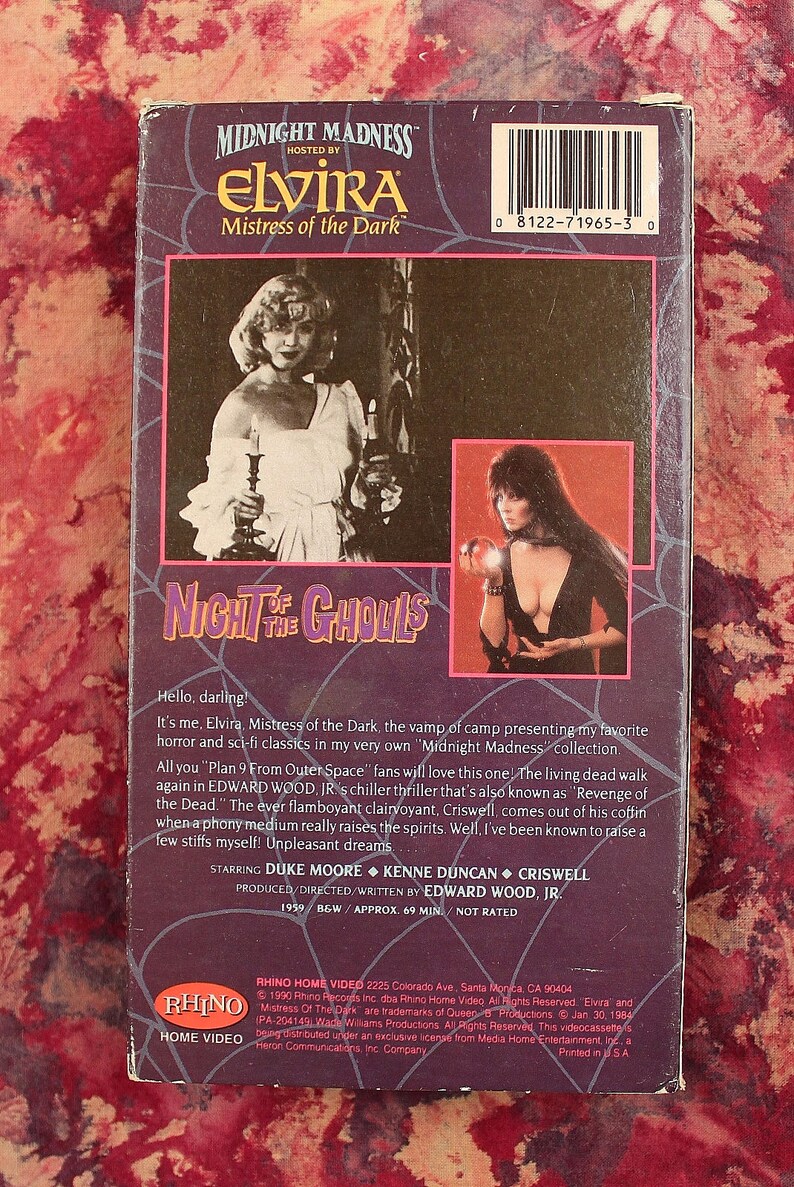 MIDNIGHT MADNESS™
HOSTED BY
ELVIRA®
Mistress of the Dark™
0 8122-71965-3 0
NIGHT OF THE GHOULS
Hello, darling!
It's me, Elvira, Mistress of the Dark, the vamp of camp presenting my favorite
horror and sci-fi classics in my very own "Midnight Madness" collection.
All you "Plan 9 From Outer Space" fans will love this one! The living dead walk
again in EDWARD WOOD, JR.'s chiller thriller that's also known as "Revenge of
the Dead." The ever flamboyant clairvoyant, Criswell, comes out of his coffin
when a phony medium really raises the spirits. Well, I've been known to raise a
few stiffs myself! Unpleasant dreams. . . .
STARRING DUKE MOORE ◆ KENNE DUNCAN ◆ CRISWELL
PRODUCED/DIRECTED/WRITTEN BY EDWARD WOOD, JR.
1959 / B&W / APPROX. 69 MIN. / NOT RATED
RHINO
HOME VIDEO
RHINO HOME VIDEO 2225 Colorado Ave., Santa Monica, CA 90404
© 1990 Rhino Records Inc. dba Rhino Home Video. All Rights Reserved. "Elvira" and
"Mistress Of The Dark" are trademarks of Queen "B" Productions. © Jan. 30, 1984
(PA-204149) Wade Williams Productions. All Rights Reserved. This videocassette is
being distributed under an exclusive license from Media Home Entertainment, Inc., a
Heron Communications, Inc. Company. Printed in U.S.A.